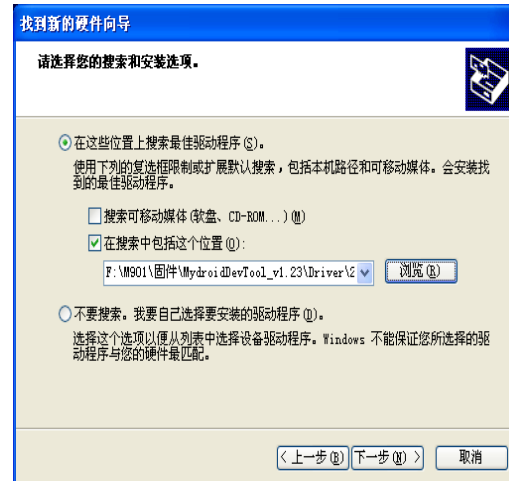 找到新的硬件向导
请选择您的搜索和安装选项。
在这些位置上搜索最佳驱动程序(S)。
使用下列的复选框限制或扩展默认搜索，包括本机路径和可移动媒体。会安装找
到的最佳驱动程序。
搜索可移动媒体(软盘、CD-ROM...)(M)
在搜索中包括这个位置(O):
F:\M901\固件\MydroidDevTool_v1.23\Driver\2
浏览(R)
不要搜索。我要自己选择要安装的驱动程序(D)。
选择这个选项以便从列表中选择设备驱动程序。Windows 不能保证您所选择的驱
动程序与您的硬件最匹配。
< 上一步(B)
下一步(N) >
取消